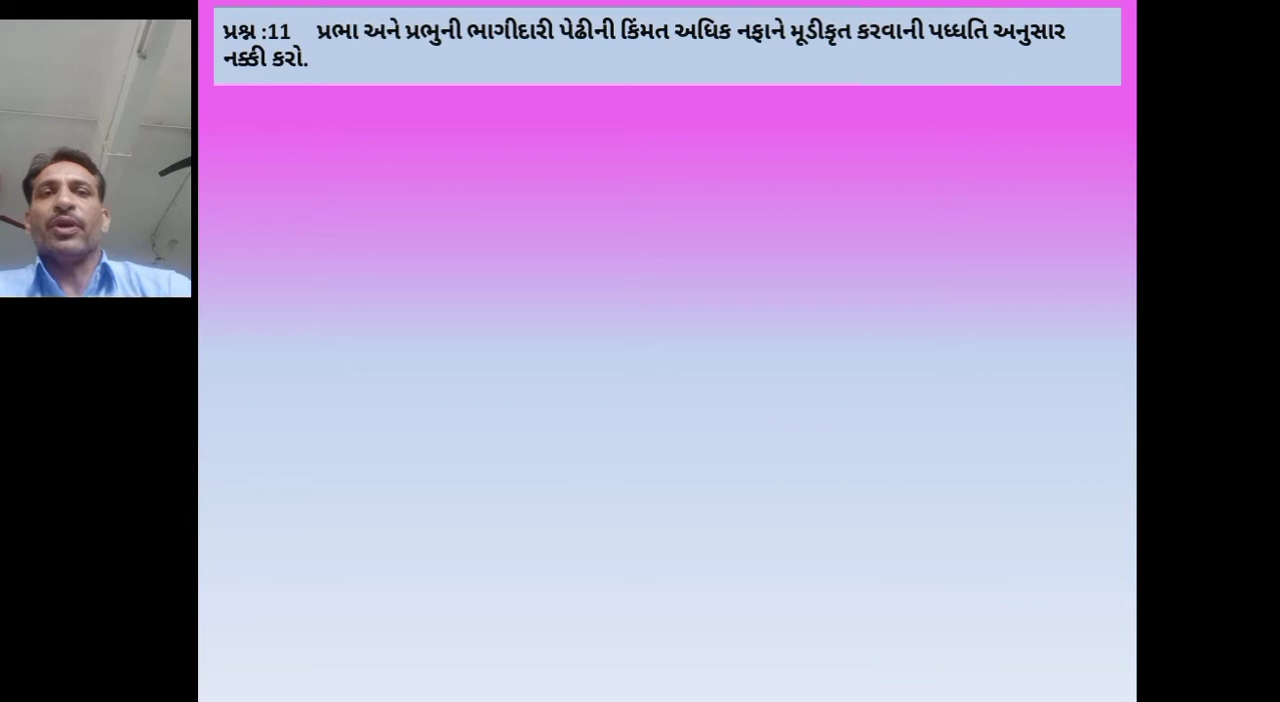 પ્રશ્ન :11 પ્રભા અને પ્રભુની ભાગીદારી પેઢીની કિંમત અધિક નફાને મૂડીકૃત કરવાની પધ્ધતિ અનુસાર
નક્કી કરો.